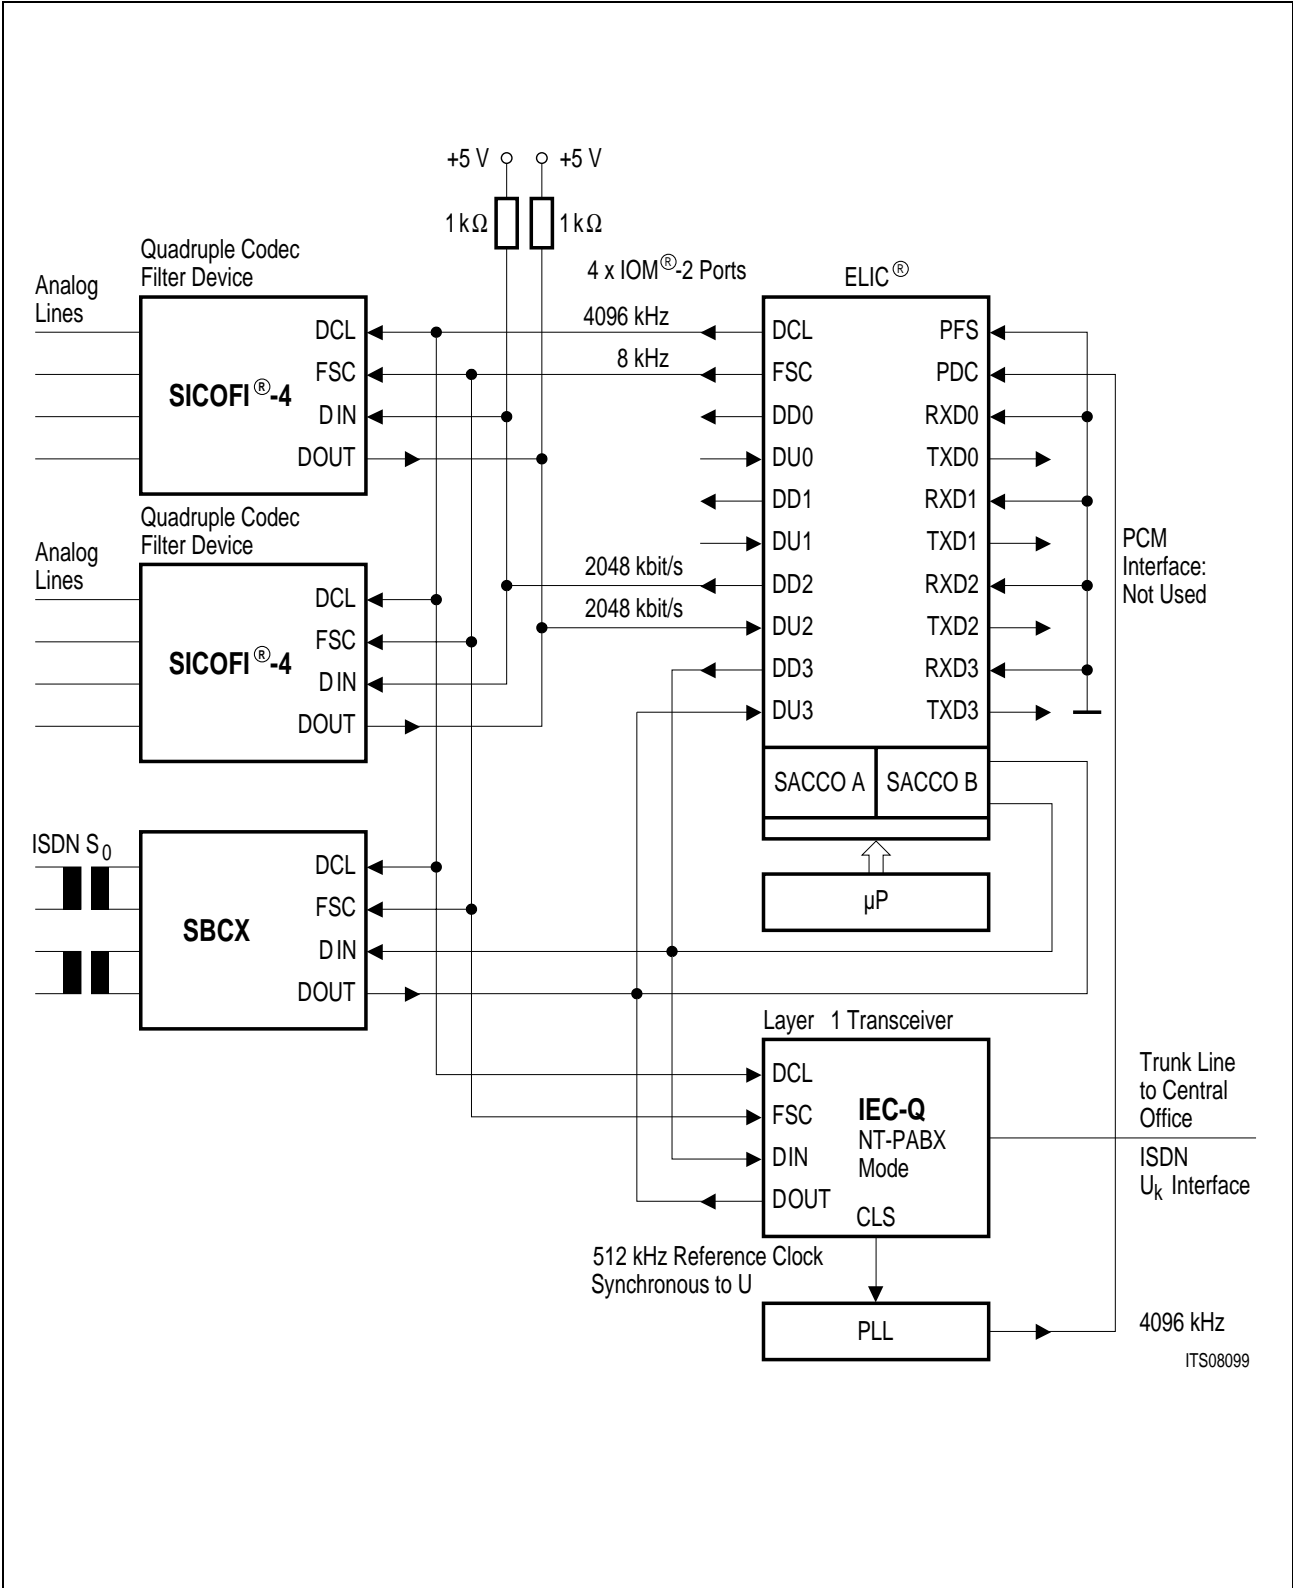 +5 V
+5 V
1 kΩ
1 kΩ
Quadruple Codec
Filter Device
Analog
Lines
SICOFI®-4
DCL
FSC
DIN
DOUT
4 x IOM®-2 Ports
4096 kHz
8 kHz
2048 kbit/s
2048 kbit/s
ELIC®
DCL
FSC
DD0
DU0
DD1
DU1
DD2
DU2
DD3
DU3
PFS
PDC
RXD0
TXD0
RXD1
TXD1
RXD2
TXD2
RXD3
TXD3
SACCO A
SACCO B
PCM
Interface:
Not Used
Quadruple Codec
Filter Device
Analog
Lines
SICOFI®-4
DCL
FSC
DIN
DOUT
µP
ISDN S0
SBCX
DCL
FSC
DIN
DOUT
Layer 1 Transceiver
DCL
FSC
DIN
DOUT
IEC-Q
NT-PABX
Mode
CLS
Trunk Line
to Central
Office
ISDN
Uk Interface
512 kHz Reference Clock
Synchronous to U
PLL
4096 kHz
ITS08099